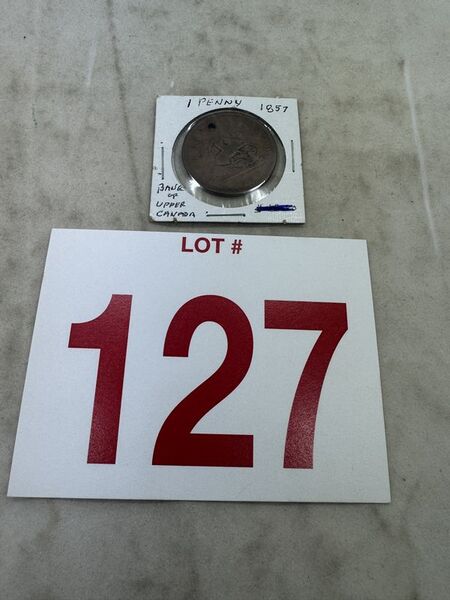 1 PENNY 1857
BANK
OF
UPPER
CANADA
LOT #
127